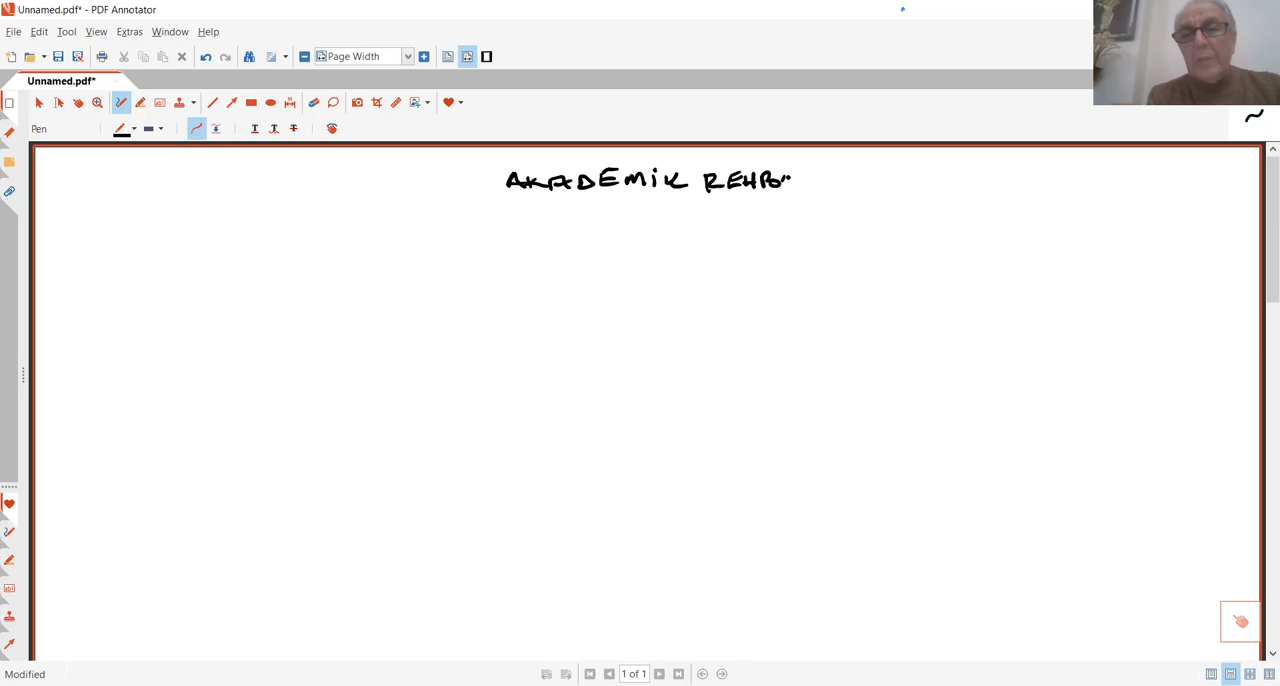 Unnamed.pdf* - PDF Annotator
File Edit Tool View Extras Window Help
Page Width
Unnamed.pdf*
Pen
AKADEMİK
Modified
1 of 1